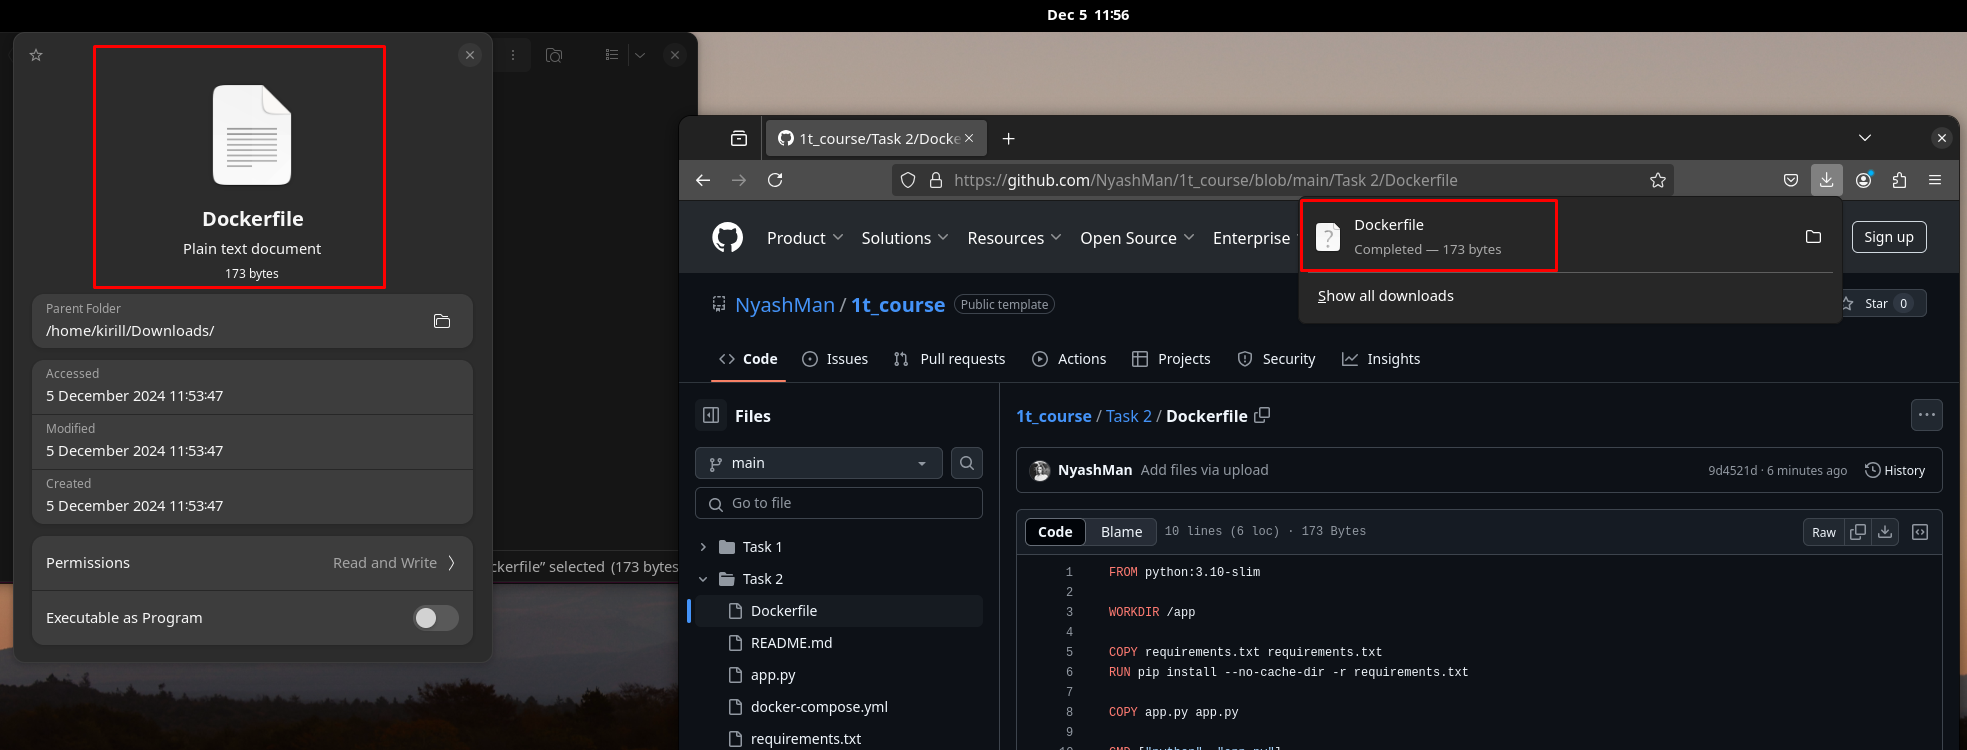 Dec 5 11:56
Dockerfile
Plain text document
173 bytes
Parent Folder
/home/kirill/Downloads/
Accessed
5 December 2024 11:53:47
Modified
5 December 2024 11:53:47
Created
5 December 2024 11:53:47
Permissions
Read and Write
Executable as Program
ckerfile” selected (173 bytes
1t_course/Task 2/Docke
https://github.com/NyashMan/1t_course/blob/main/Task 2/Dockerfile
Product
Solutions
Resources
Open Source
Enterprise
Dockerfile
Completed — 173 bytes
Show all downloads
Sign up
NyashMan / 1t_course
Public template
Star 0
Code
Issues
Pull requests
Actions
Projects
Security
Insights
Files
main
Go to file
Task 1
Task 2
Dockerfile
README.md
app.py
docker-compose.yml
requirements.txt
1t_course / Task 2 / Dockerfile
NyashMan Add files via upload
9d4521d · 6 minutes ago
History
Code
Blame
10 lines (6 loc) · 173 Bytes
Raw
1 FROM python:3.10-slim
2
3 WORKDIR /app
4
5 COPY requirements.txt requirements.txt
6 RUN pip install --no-cache-dir -r requirements.txt
7
8 COPY app.py app.py
9
10 CMD ["python", "app.py"]